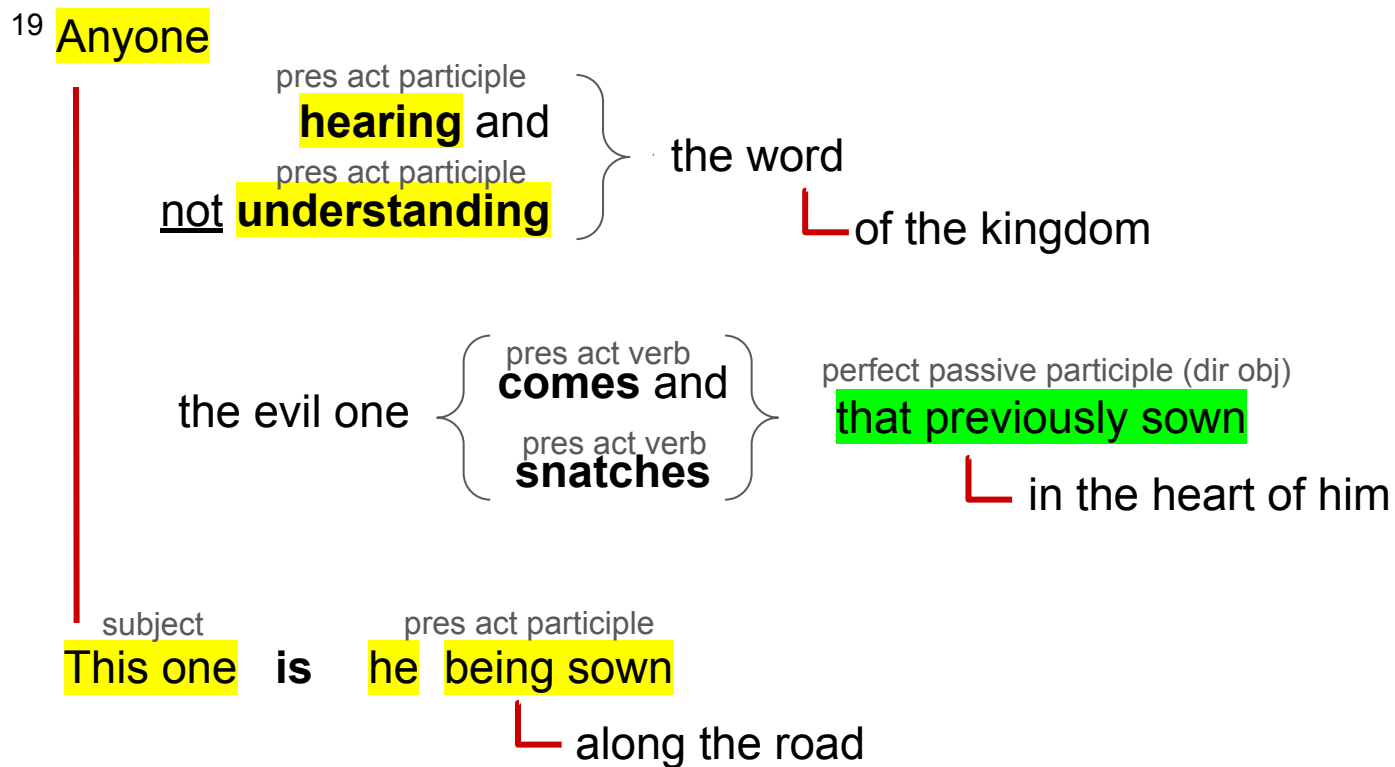 19 Anyone
pres act participle
hearing and
pres act participle
not understanding
the word
of the kingdom
the evil one
pres act verb
comes and
pres act verb
snatches
perfect passive participle (dir obj)
that previously sown
in the heart of him
subject
pres act participle
This one is he being sown
along the road